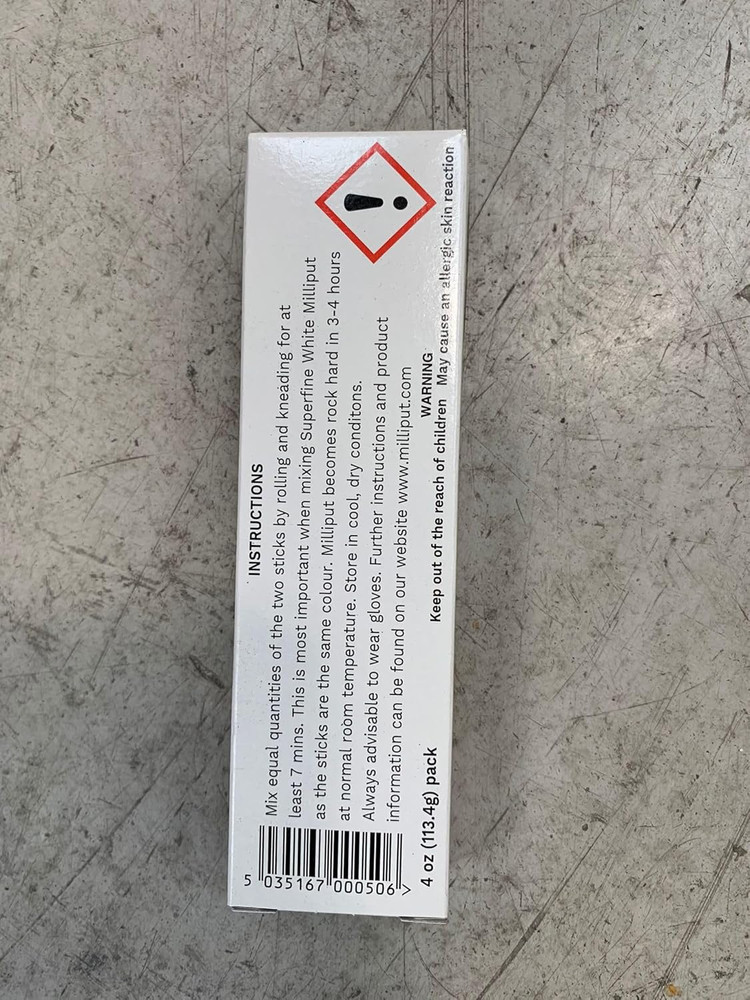 INSTRUCTIONS
Mix equal quantities of the two sticks by rolling and kneading for at
least 7 mins. This is most important when mixing Superfine White Milliput
as the sticks are the same colour. Milliput becomes rock hard in 3-4 hours
at normal room temperature. Store in cool, dry conditons.
Always advisable to wear gloves. Further instructions and product
information can be found on our website www.milliput.com
WARNING
Keep out of the reach of children May cause an allergic skin reaction
5 035167 000506 >
4 oz (113.4g) pack